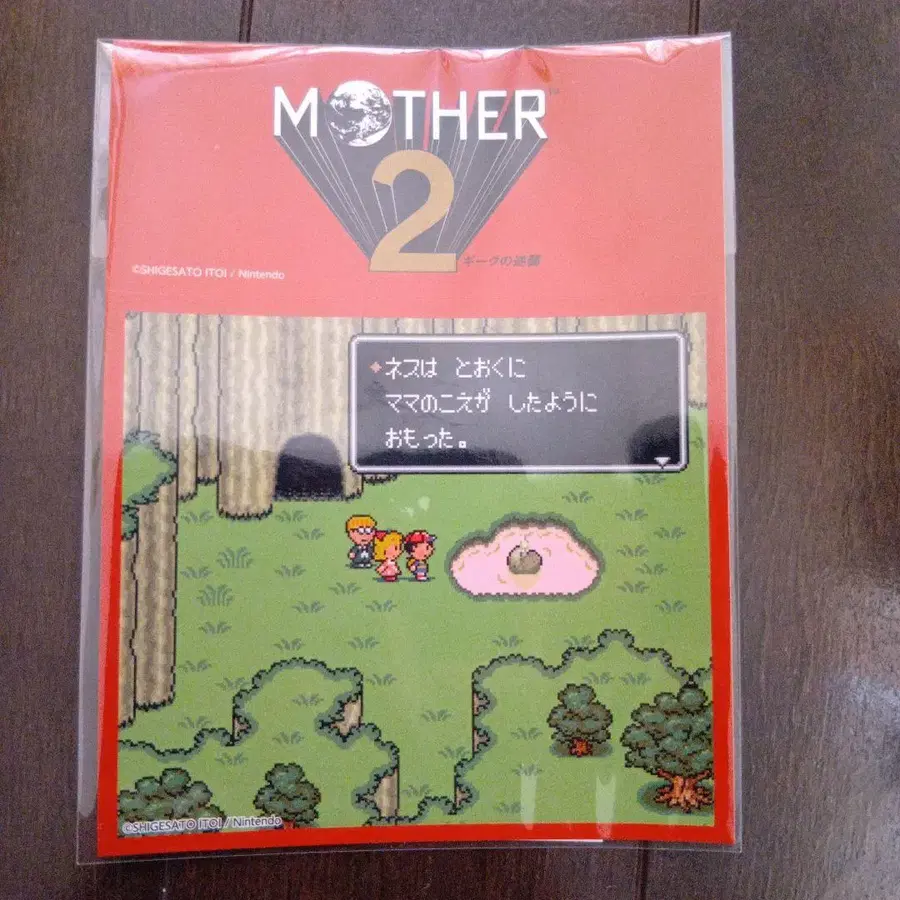 MOTHER™
2
ギーグの逆襲
©SHIGESATO ITOI / Nintendo
ネスは とおくに
ママのこえが したように
おもった。
©SHIGESATO ITOI / Nintendo